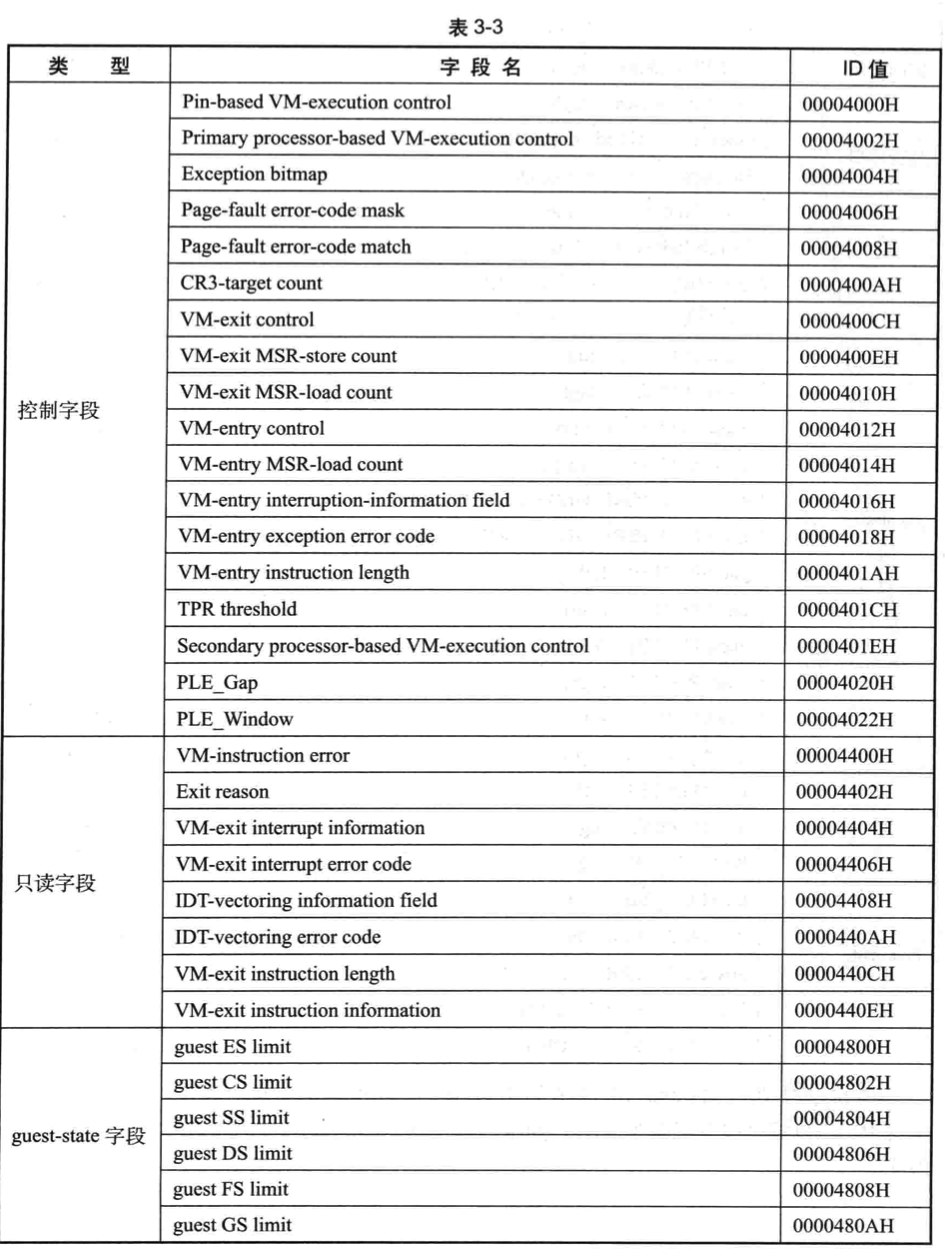 表 3-3
类 型 字 段 名 ID 值
控制字段
Pin-based VM-execution control 00004000H
Primary processor-based VM-execution control 00004002H
Exception bitmap 00004004H
Page-fault error-code mask 00004006H
Page-fault error-code match 00004008H
CR3-target count 0000400AH
VM-exit control 0000400CH
VM-exit MSR-store count 0000400EH
VM-exit MSR-load count 00004010H
VM-entry control 00004012H
VM-entry MSR-load count 00004014H
VM-entry interruption-information field 00004016H
VM-entry exception error code 00004018H
VM-entry instruction length 0000401AH
TPR threshold 0000401CH
Secondary processor-based VM-execution control 0000401EH
PLE_Gap 00004020H
PLE_Window 00004022H
只读字段
VM-instruction error 00004400H
Exit reason 00004402H
VM-exit interrupt information 00004404H
VM-exit interrupt error code 00004406H
IDT-vectoring information field 00004408H
IDT-vectoring error code 0000440AH
VM-exit instruction length 0000440CH
VM-exit instruction information 0000440EH
guest-state 字段
guest ES limit 00004800H
guest CS limit 00004802H
guest SS limit 00004804H
guest DS limit 00004806H
guest FS limit 00004808H
guest GS limit 0000480AH